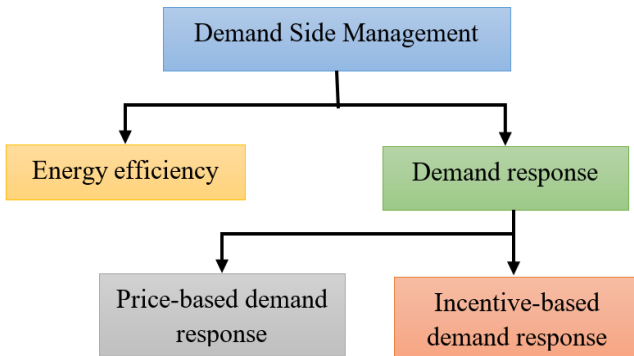 Demand Side Management
Energy efficiency
Demand response
Price-based demand
response
Incentive-based
demand response